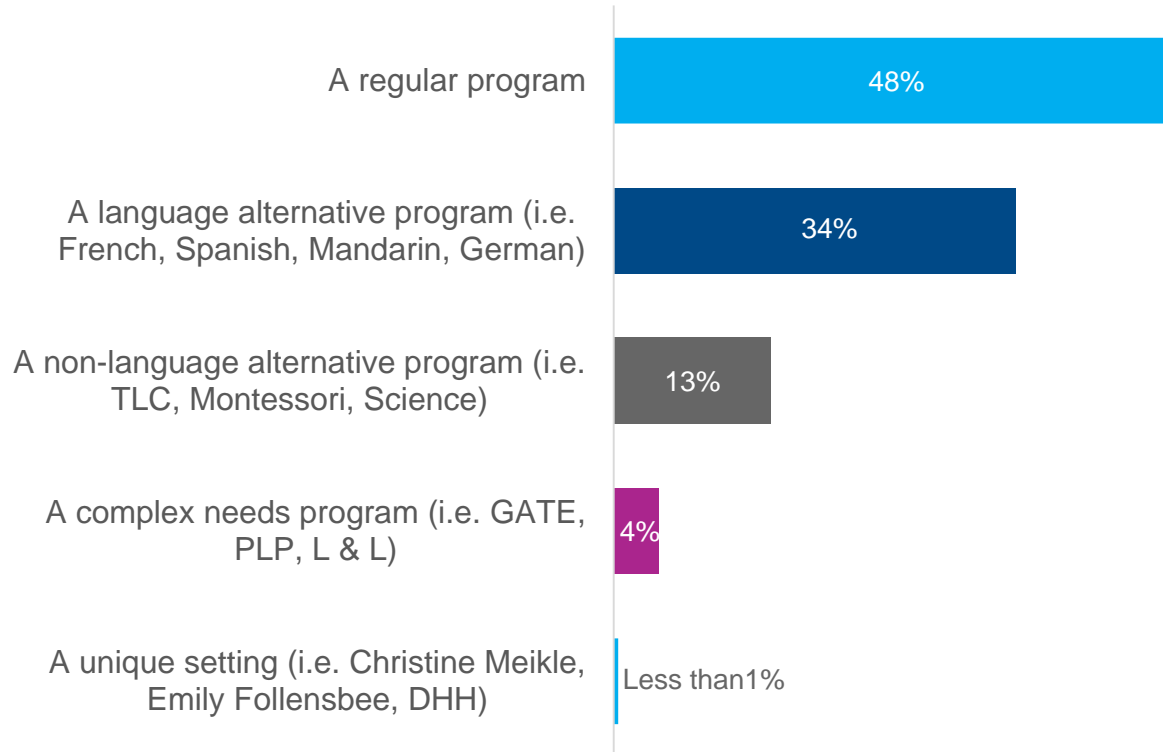 A regular program
48%
A language alternative program (i.e.
French, Spanish, Mandarin, German)
34%
A non-language alternative program (i.e.
TLC, Montessori, Science)
13%
A complex needs program (i.e. GATE,
PLP, L & L)
4%
A unique setting (i.e. Christine Meikle,
Emily Follensbee, DHH)
Less than1%